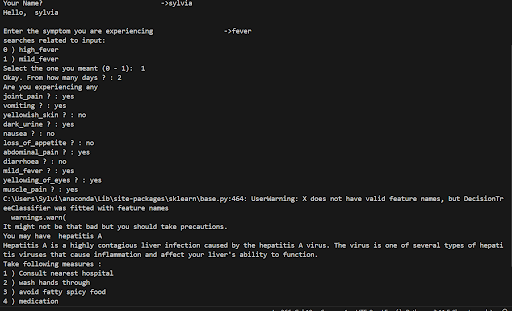 Your Name? ->sylvia
Hello, sylvia
Enter the symptom you are experiencing ->fever
searches related to input:
0 ) high_fever
1 ) mild_fever
Select the one you meant (0 - 1): 1
Okay. From how many days ? : 2
Are you experiencing any
joint_pain ? : yes
vomiting ? : yes
yellowish_skin ? : no
dark_urine ? : yes
nausea ? : no
loss_of_appetite ? : no
abdominal_pain ? : yes
diarrhoea ? : no
mild_fever ? : yes
yellowing_of_eyes ? : yes
muscle_pain ? : yes
C:\Users\Sylvi\anaconda\Lib\site-packages\sklearn\base.py:464: UserWarning: X does not have valid feature names, but DecisionTr
eeClassifier was fitted with feature names
warnings.warn(
It might not be that bad but you should take precautions.
You may have hepatitis A
Hepatitis A is a highly contagious liver infection caused by the hepatitis A virus. The virus is one of several types of hepati
tis viruses that cause inflammation and affect your liver's ability to function.
Take following measures :
1 ) Consult nearest hospital
2 ) wash hands through
3 ) avoid fatty spicy food
4 ) medication